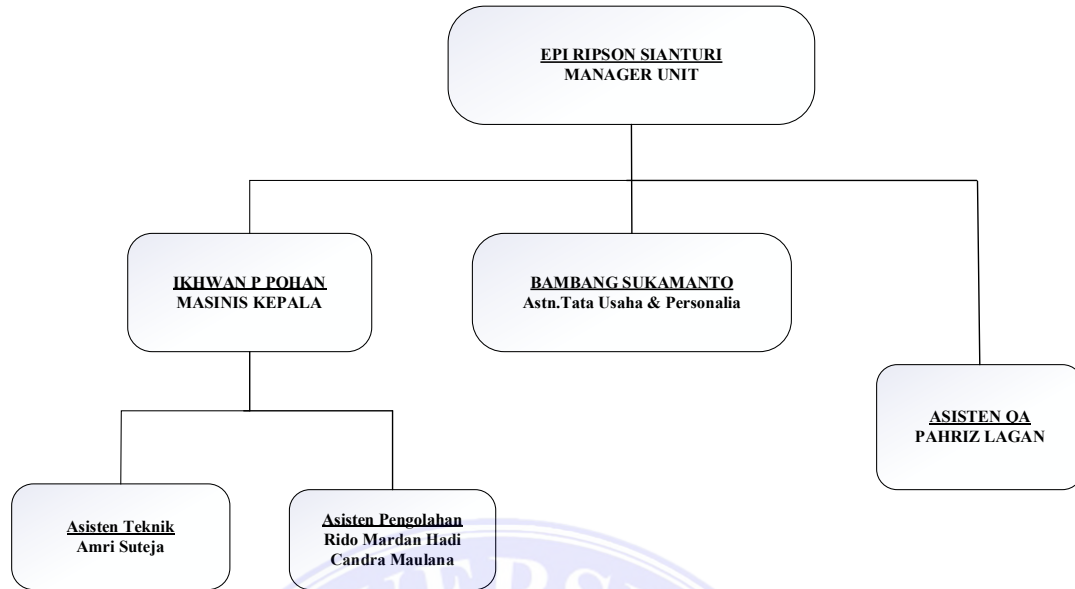 EPI RIPSON SIANTURI
MANAGER UNIT
IKHWAN P POHAN
MASINIS KEPALA
BAMBANG SUKAMANTO
Astn.Tata Usaha & Personalia
ASISTEN QA
PAHRIZ LAGAN
Asisten Teknik
Amri Suteja
Asisten Pengolahan
Rido Mardan Hadi
Candra Maulana